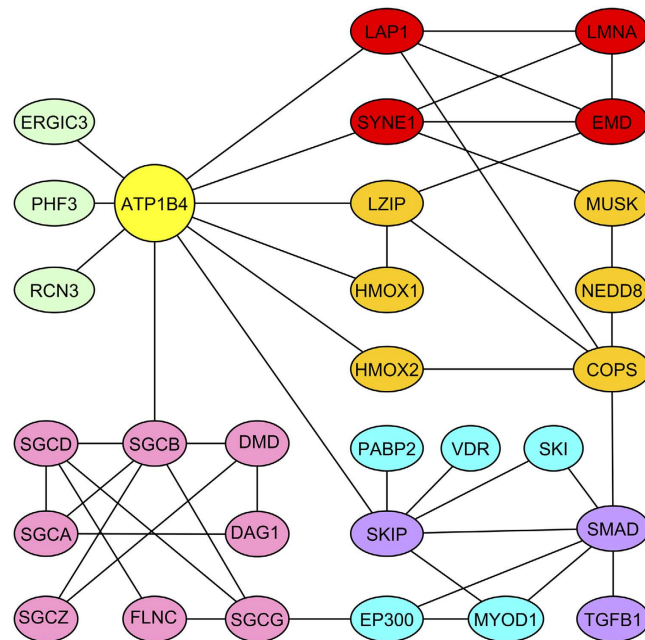 LAP1 LMNA
ERGIC3 SYNE1 EMD
PHF3 ATP1B4 LZIP MUSK
RCN3 HMOX1 NEDD8
HMOX2 COPS
SGCD SGCB DMD PABP2 VDR SKI
SGCA DAG1 SKIP SMAD
SGCZ FLNC SGCG EP300 MYOD1 TGFB1